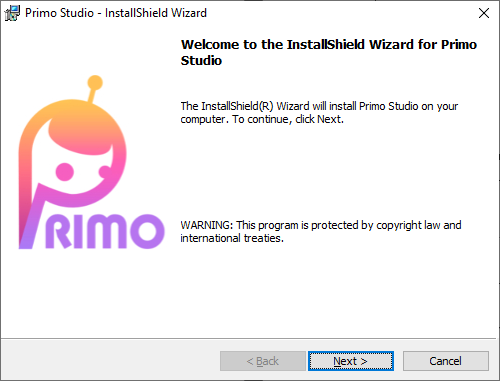 Primo Studio - InstallShield Wizard
Welcome to the InstallShield Wizard for Primo
Studio
The InstallShield(R) Wizard will install Primo Studio on your
computer. To continue, click Next.
PRIMO
WARNING: This program is protected by copyright law and
international treaties.
< Back
Next >
Cancel